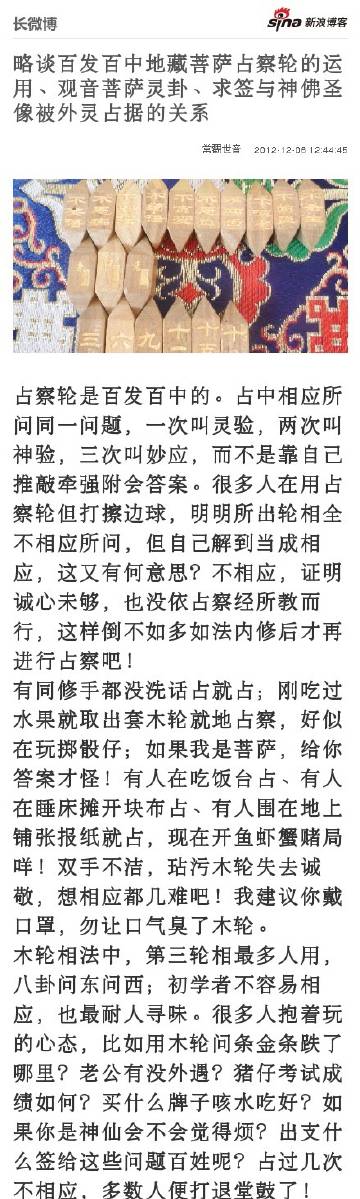 长微博
sina 新浪博客
略谈百发百中地藏菩萨占察轮的运
用、观音菩萨灵卦、求签与神佛圣
像被外灵占据的关系
常觀世音 2012-12-06 12:44:45
三 六 九
占察轮是百发百中的。占中相应所
问同一问题，一次叫灵验，两次叫
神验，三次叫妙应，而不是靠自己
推敲牵强附会答案。很多人在用占
察轮但打擦边球，明明所出轮相全
不相应所问，但自己解到当成相
应，这又有何意思？不相应，证明
诚心未够，也没依占察经所教而
行，这样倒不如多如法内修后才再
进行占察吧！
有同修手都没洗话占就占；刚吃过
水果就取出套木轮就地占察，好似
在玩掷骰仔；如果我是菩萨，给你
答案才怪！有人在吃饭台占、有人
在睡床摊开块布占、有人围在地上
铺张报纸就占，现在开鱼虾蟹赌局
咩！双手不洁，玷污木轮失去诚
敬，想相应都几难吧！我建议你戴
口罩，勿让口气臭了木轮。
木轮相法中，第三轮相最多人用，
八卦问东问西；初学者不容易相
应，也最耐人寻味。很多人抱着玩
的心态，比如用木轮问条金条跌了
哪里？老公有没外遇？猪仔考试成
绩如何？买什么牌子咳水吃好？如
果你是神仙会不会觉得烦？出支什
么签给这些问题百姓呢？占过几次
不相应，多数人便打退堂鼓了！